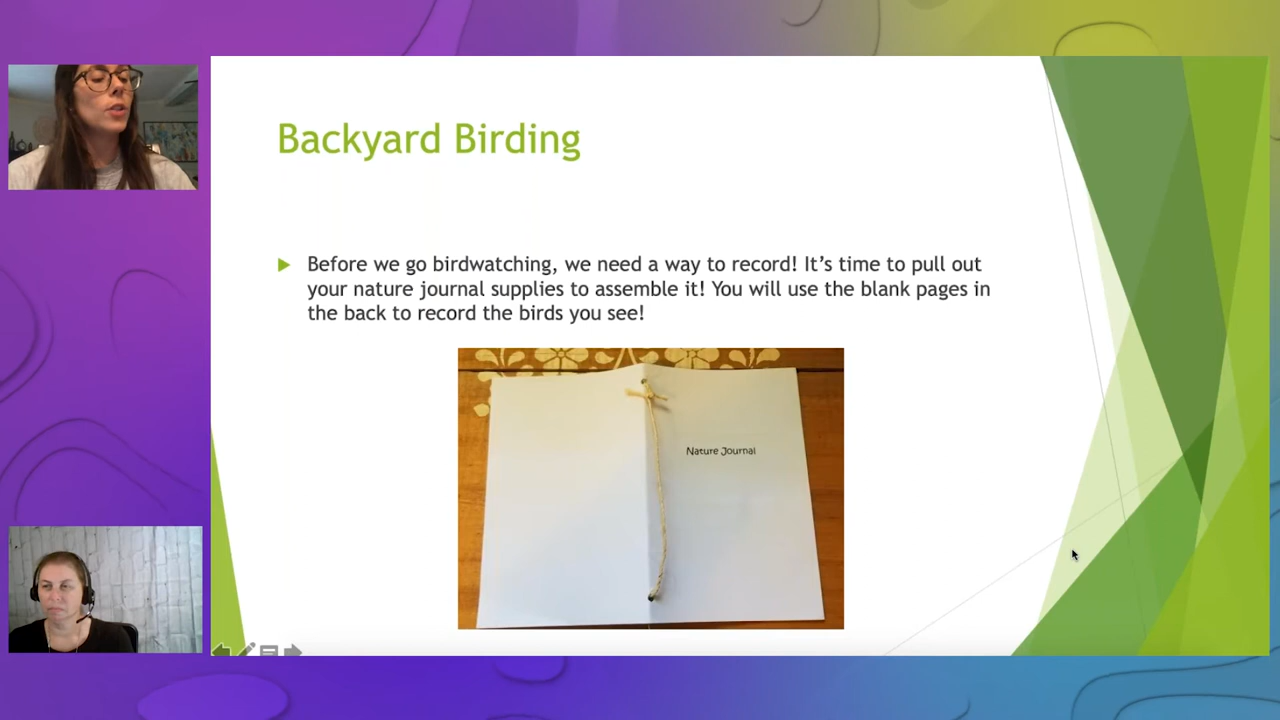 Backyard Birding
Before we go birdwatching, we need a way to record! It’s time to pull out
your nature journal supplies to assemble it! You will use the blank pages in
the back to record the birds you see!
Nature Journal